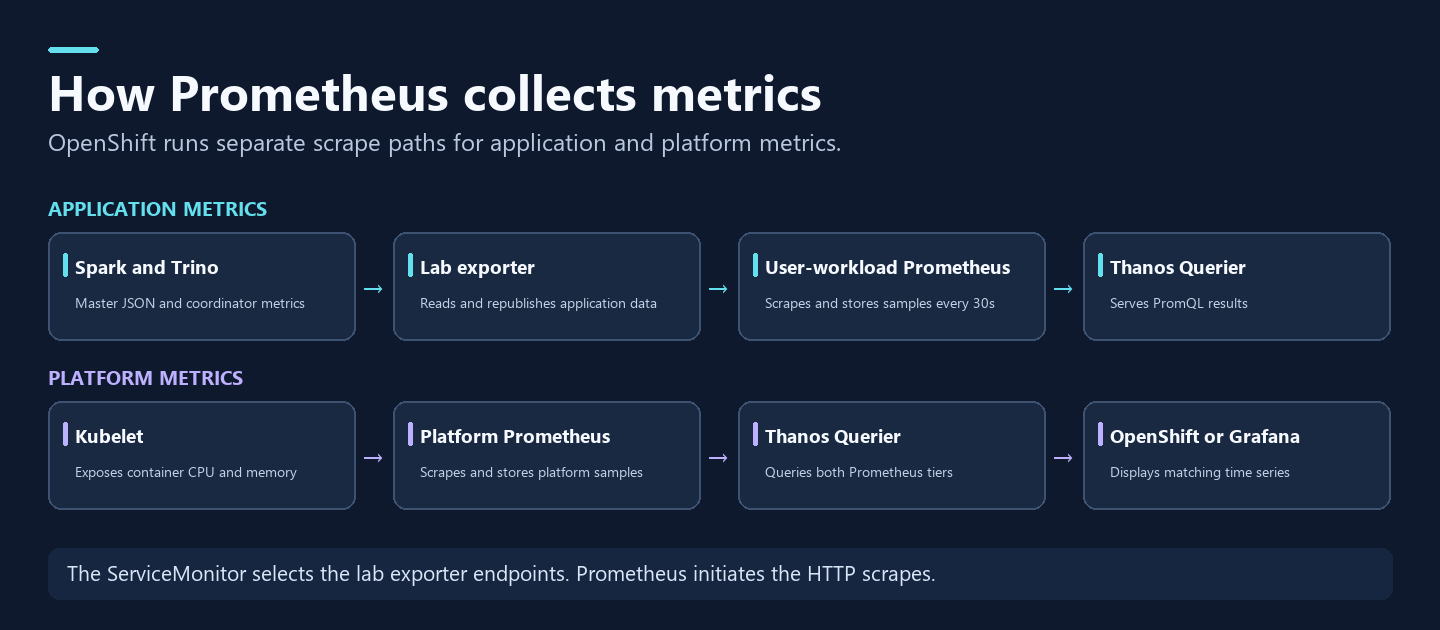 How Prometheus collects metrics
OpenShift runs separate scrape paths for application and platform metrics.
APPLICATION METRICS
Spark and Trino
Master JSON and coordinator metrics
→
Lab exporter
Reads and republishes application data
→
User-workload Prometheus
Scrapes and stores samples every 30s
→
Thanos Querier
Serves PromQL results
PLATFORM METRICS
Kubelet
Exposes container CPU and memory
→
Platform Prometheus
Scrapes and stores platform samples
→
Thanos Querier
Queries both Prometheus tiers
→
OpenShift or Grafana
Displays matching time series
The ServiceMonitor selects the lab exporter endpoints. Prometheus initiates the HTTP scrapes.